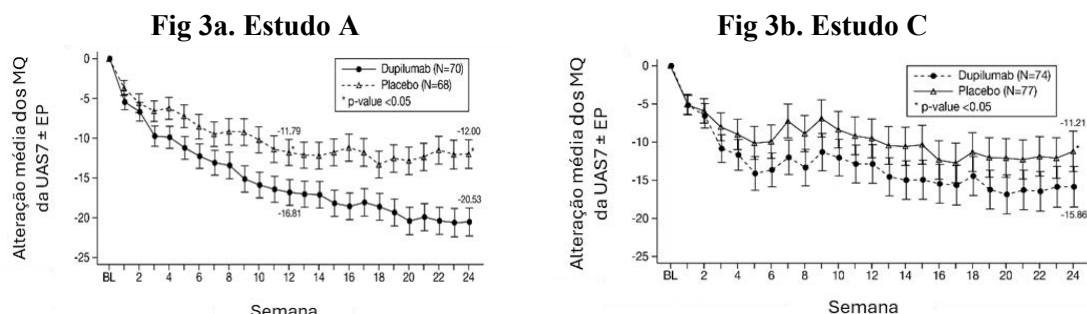 Fig 3a. Estudo A
Alteração média dos MQ
da UAS7 ± EP
0
-5
-10
-15
-20
-25
Dupilumab (N=70)
Placebo (N=68)
* p-value <0.05
-11.79
*
-16.81
-12.00
*
-20.53
BL 2 4 6 8 10 12 14 16 18 20 22 24
Semana
Fig 3b. Estudo C
Alteração média dos MQ
da UAS7 ± EP
0
-5
-10
-15
-20
-25
Dupilumab (N=74)
Placebo (N=77)
* p-value <0.05
-11.21
*
-15.86
BL 2 4 6 8 10 12 14 16 18 20 22 24
Semana